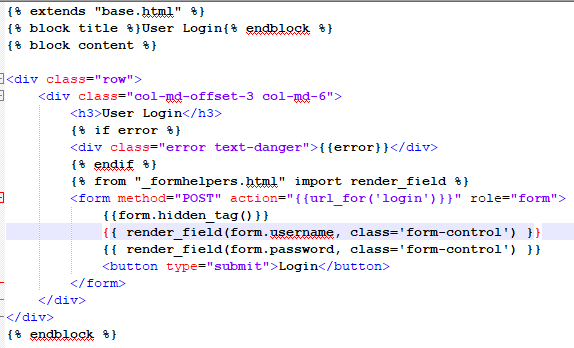 {% extends "base.html" %}
{% block title %}User Login{% endblock %}
{% block content %}
<div class="row">
<div class="col-md-offset-3 col-md-6">
<h3>User Login</h3>
{% if error %}
<div class="error text-danger">{{error}}</div>
{% endif %}
{% from "_formhelpers.html" import render_field %}
<form method="POST" action="{{url_for('login')}}" role="form">
{{form.hidden_tag()}}
{{ render_field(form.username, class='form-control') }}
{{ render_field(form.password, class='form-control') }}
<button type="submit">Login</button>
</form>
</div>
</div>
{% endblock %}